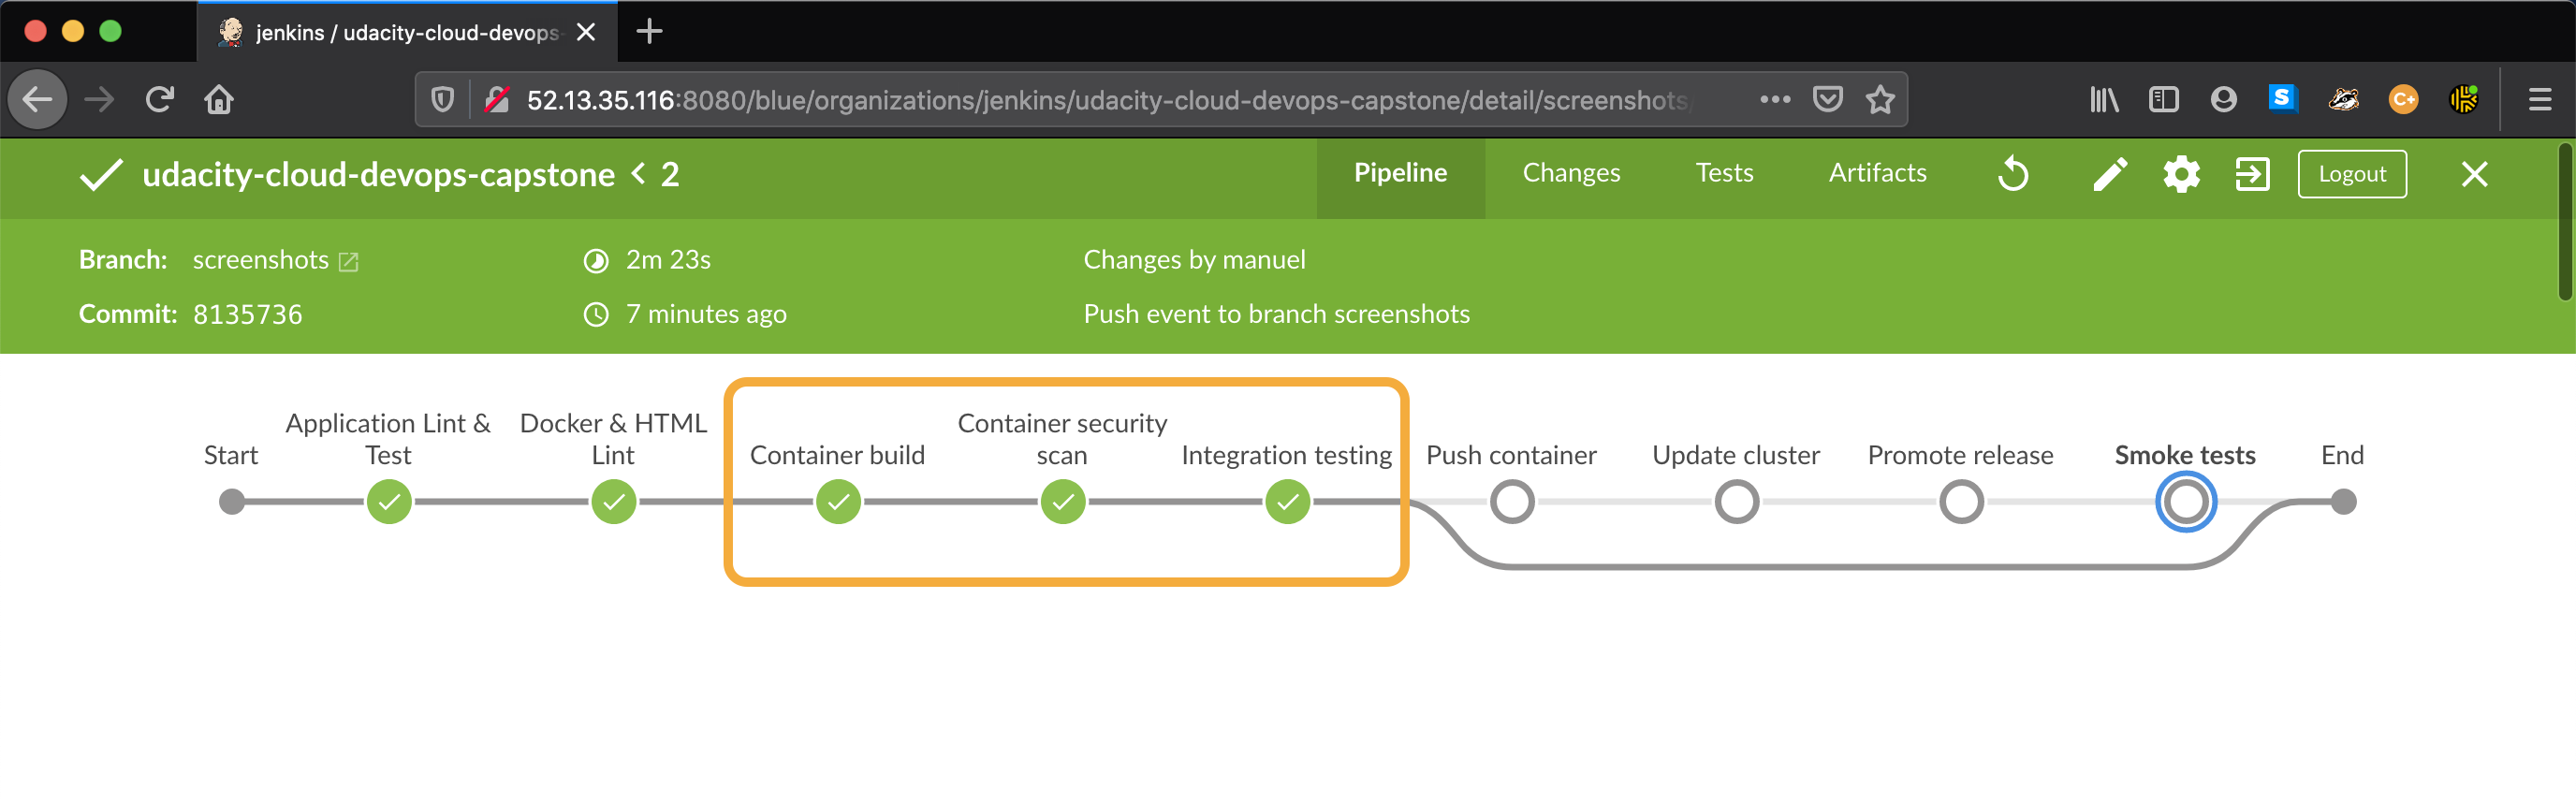 jenkins / udacity-cloud-devops-
52.13.35.116:8080/blue/organizations/jenkins/udacity-cloud-devops-capstone/detail/screenshots/
S
C+
udacity-cloud-devops-capstone < 2
Pipeline
Changes
Tests
Artifacts
Logout
Branch: screenshots
2m 23s
Changes by manuel
Commit: 8135736
7 minutes ago
Push event to branch screenshots
Start
Application Lint &
Test
Docker & HTML
Lint
Container build
Container security
scan
Integration testing
Push container
Update cluster
Promote release
Smoke tests
End